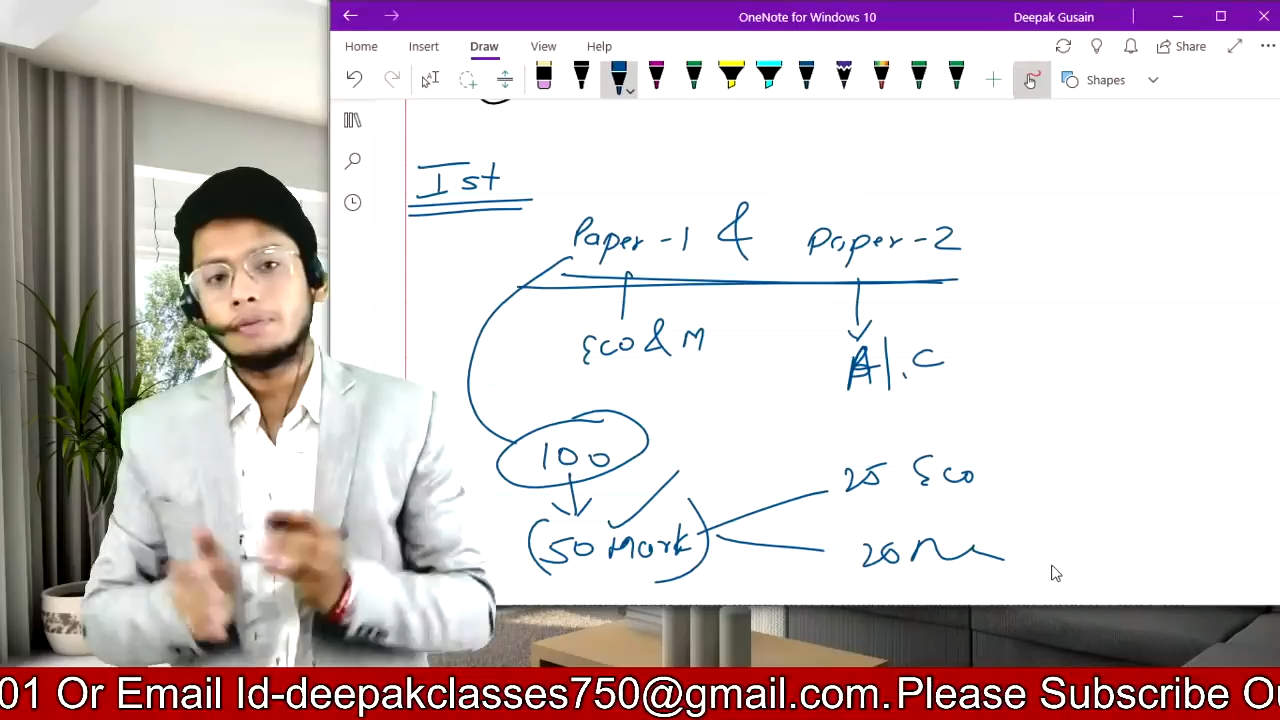 OneNote for Windows 10 Deepak Gusain
Home Insert Draw View Help Share
Shapes
Ist
Paper-1 & Paper-2
Eco & M
A/.C
100
50 Mark
25 Eco
01 Or Email Id-deepakclasses750@gmail.com.Please Subscribe Ou